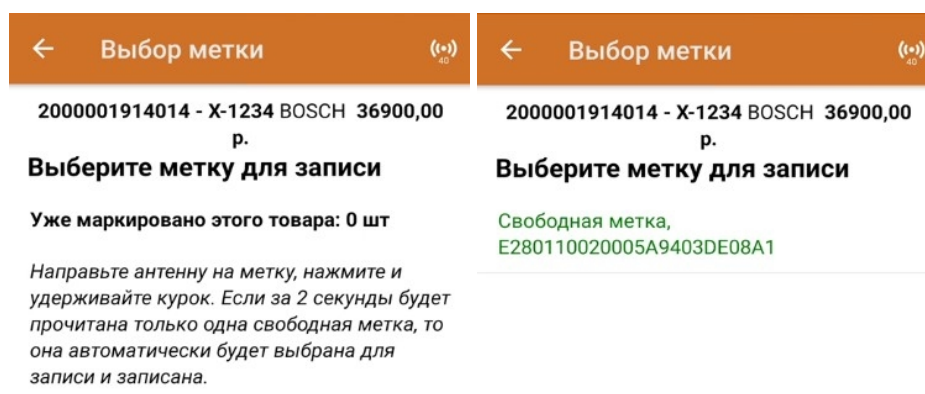 Выбор метки
40
2000001914014 - X-1234 BOSCH 36900,00
р.
Выберите метку для записи
Уже маркировано этого товара: 0 шт
Направьте антенну на метку, нажмите и
удерживайте курок. Если за 2 секунды будет
прочитана только одна свободная метка, то
она автоматически будет выбрана для
записи и записана.
Выбор метки
40
2000001914014 - X-1234 BOSCH 36900,00
р.
Выберите метку для записи
Свободная метка,
E280110020005A9403DE08A1